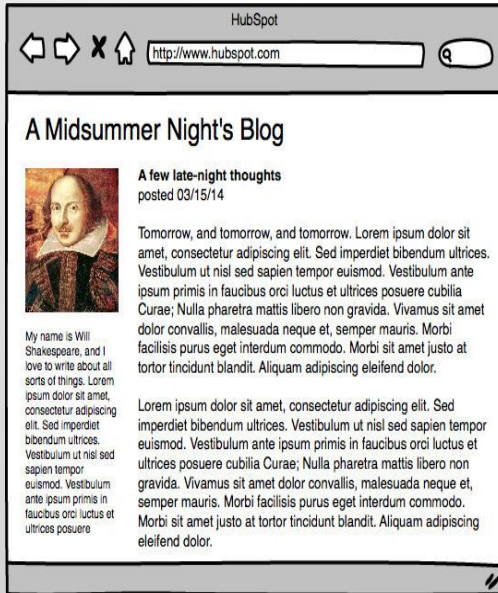 HubSpot
http://www.hubspot.com
A Midsummer Night's Blog
A few late-night thoughts
posted 03/15/14
Tomorrow, and tomorrow, and tomorrow. Lorem ipsum dolor sit
amet, consectetur adipiscing elit. Sed imperdiet bibendum ultrices.
Vestibulum ut nisl sed sapien tempor euismod. Vestibulum ante
ipsum primis in faucibus orci luctus et ultrices posuere cubilia
Curae; Nulla pharetra mattis libero non gravida. Vivamus sit amet
dolor convallis, malesuada neque et, semper mauris. Morbi
facilisis purus eget interdum commodo. Morbi sit amet justo at
tortor tincidunt blandit. Aliquam adipiscing eleifend dolor.
Lorem ipsum dolor sit amet, consectetur adipiscing elit. Sed
imperdiet bibendum ultrices. Vestibulum ut nisl sed sapien tempor
euismod. Vestibulum ante ipsum primis in faucibus orci luctus et
ultrices posuere cubilia Curae; Nulla pharetra mattis libero non
gravida. Vivamus sit amet dolor convallis, malesuada neque et,
semper mauris. Morbi facilisis purus eget interdum commodo.
Morbi sit amet justo at tortor tincidunt blandit. Aliquam adipiscing
eleifend dolor.
My name is Will
Shakespeare, and I
love to write about all
sorts of things. Lorem
ipsum dolor sit amet,
consectetur adipiscing
elit. Sed imperdiet
bibendum ultrices.
Vestibulum ut nisl sed
sapien tempor
euismod. Vestibulum
ante ipsum primis in
faucibus orci luctus et
ultrices posuere